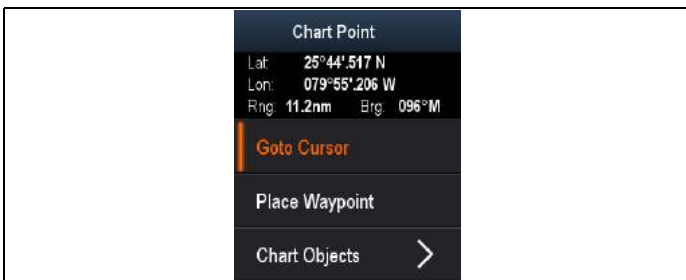 Chart Point
Lat: 25°44'.517 N
Lon: 079°55'.206 W
Rng: 11.2nm Brg: 096°M
Goto Cursor
Place Waypoint
Chart Objects